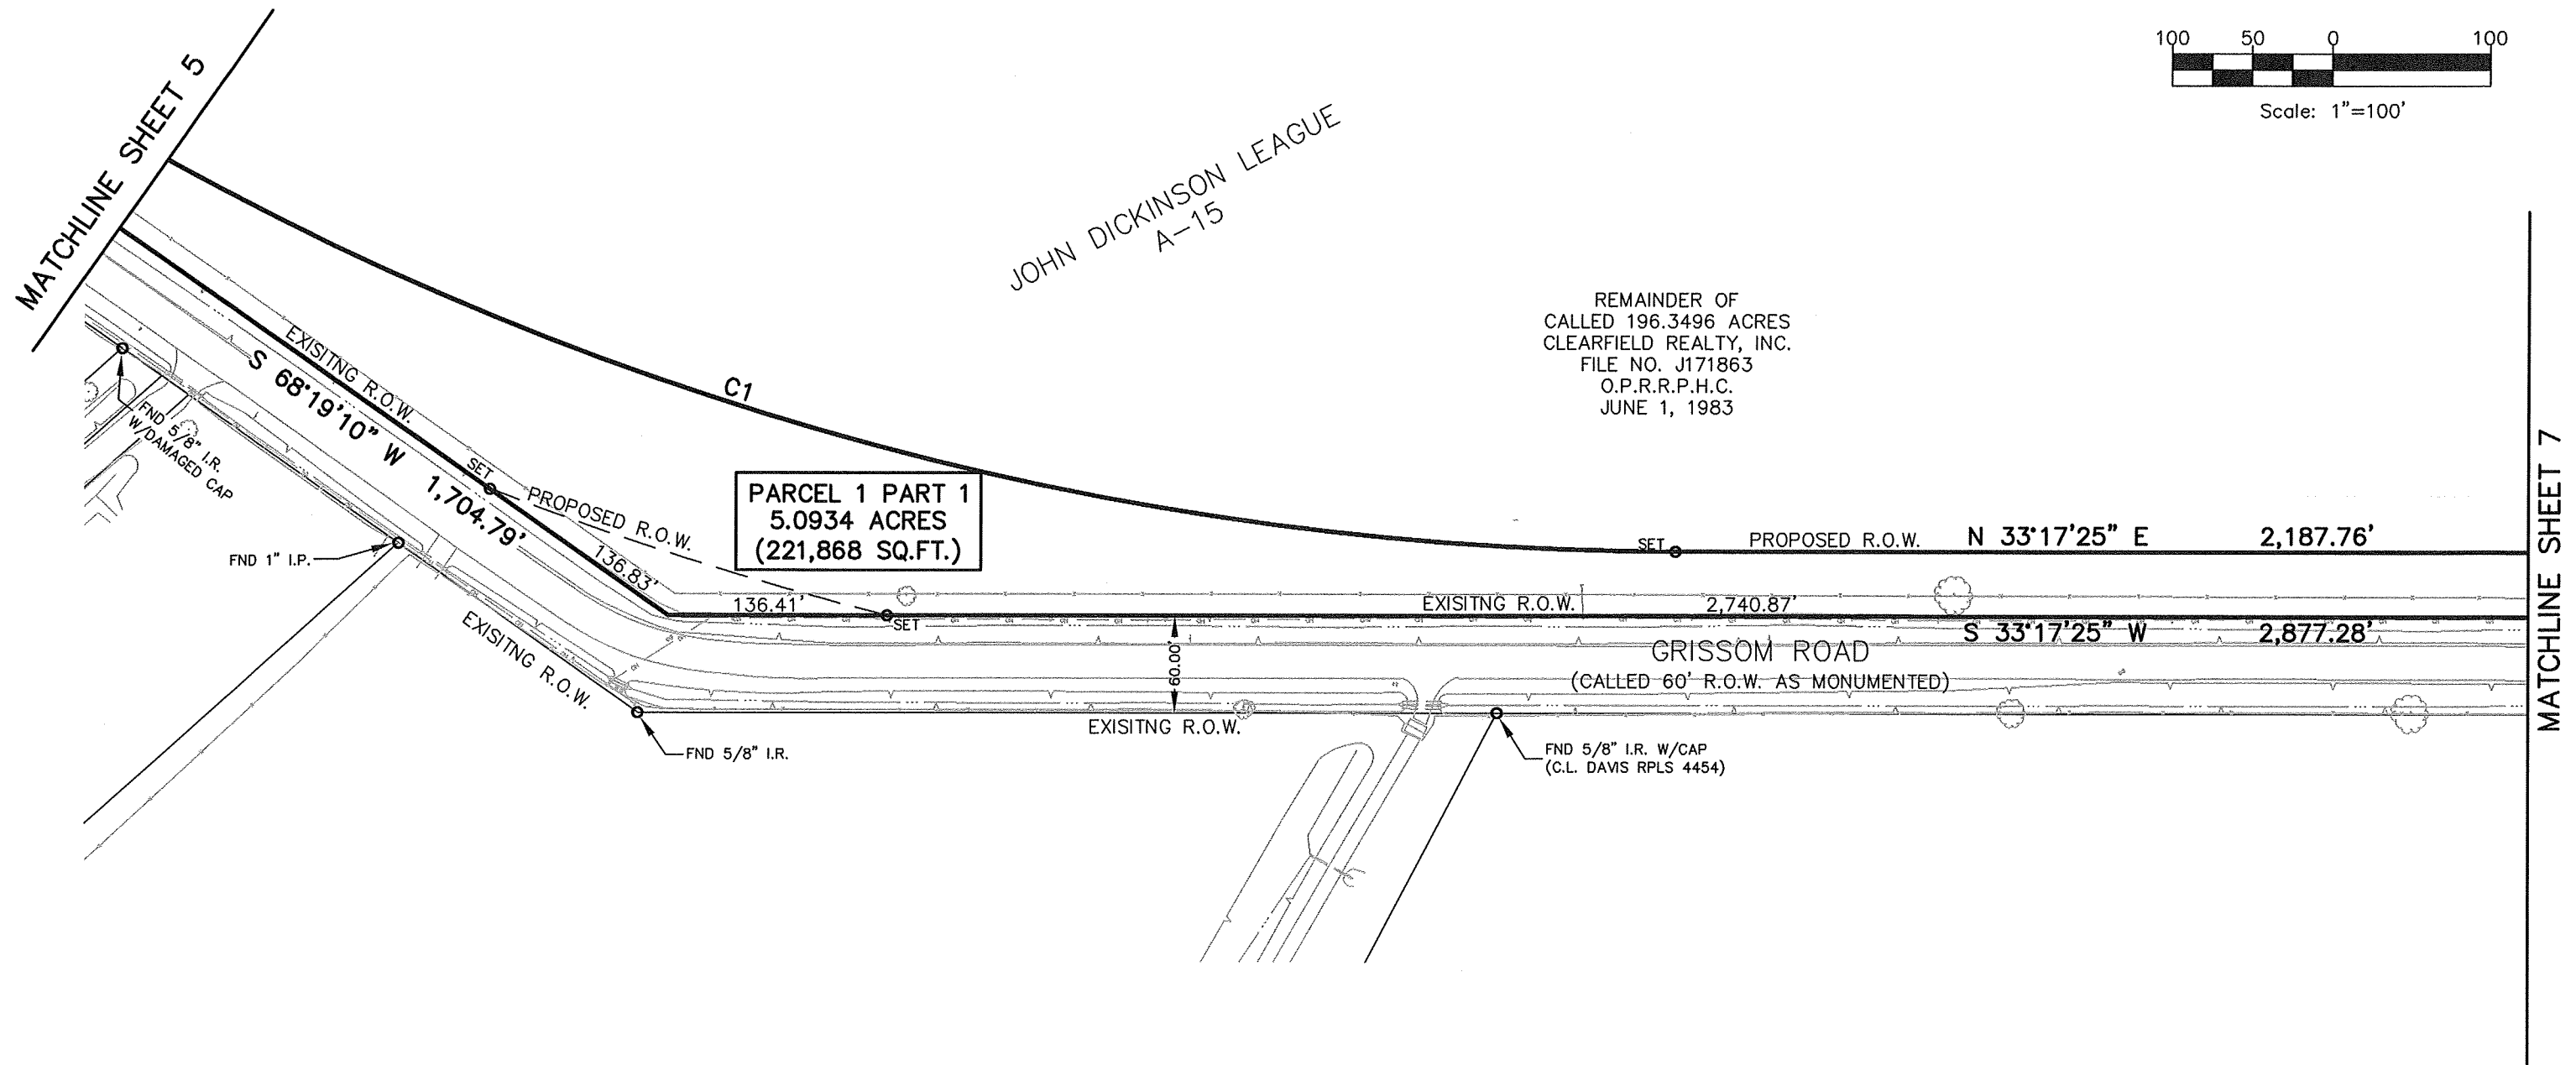 MATCHLINE SHEET 5
100 50 0 100
Scale: 1"=100'
JOHN DICKINSON LEAGUE
A-15
REMAINDER OF
CALLED 196.3496 ACRES
CLEARFIELD REALTY, INC.
FILE NO. J171863
O.P.R.R.P.H.C.
JUNE 1, 1983
C1
EXISITNG R.O.W.
S 68°19'10" W 1,704.79'
FND 5/8" I.R.
W/DAMAGED CAP
SET
PROPOSED R.O.W.
136.83'
PARCEL 1 PART 1
5.0934 ACRES
(221,868 SQ.FT.)
FND 1" I.P.
SET
PROPOSED R.O.W. N 33°17'25" E 2,187.76'
136.41'
SET
EXISITNG R.O.W. 2,740.87'
S 33°17'25" W 2,877.28'
GRISSOM ROAD
(CALLED 60' R.O.W. AS MONUMENTED)
60.00'
EXISITNG R.O.W.
EXISITNG R.O.W.
FND 5/8" I.R.
FND 5/8" I.R. W/CAP
(C.L. DAVIS RPLS 4454)
MATCHLINE SHEET 7